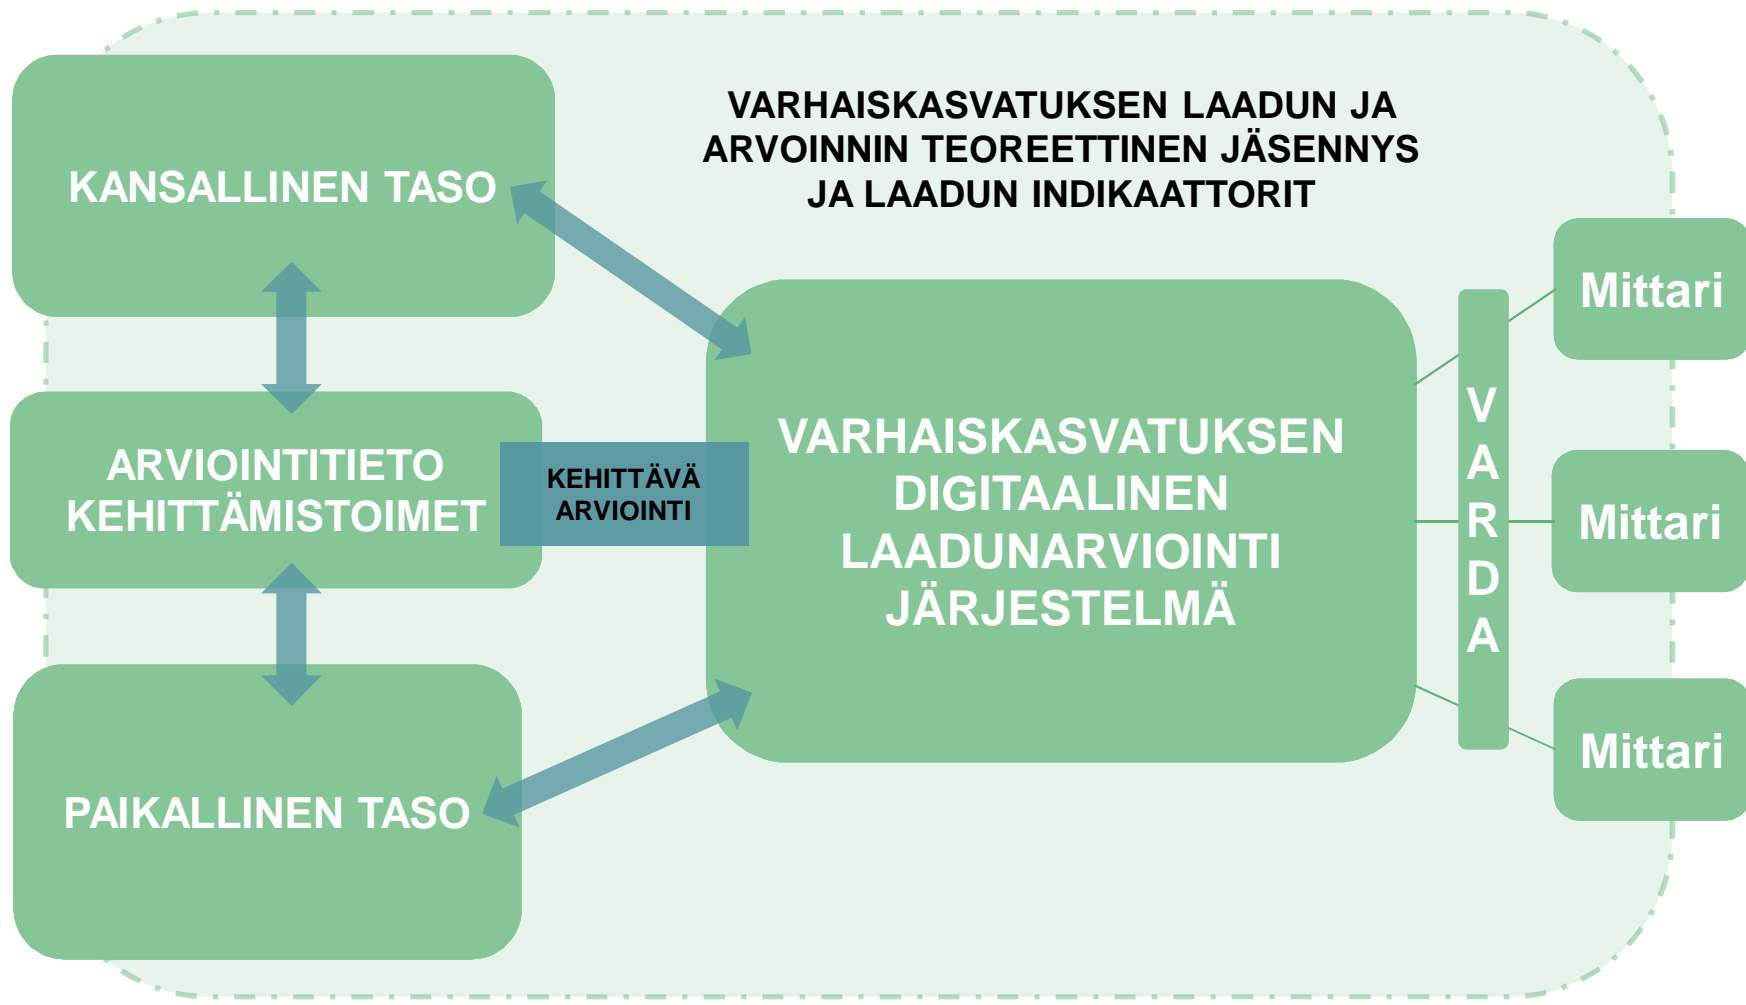 VARHAISKASVATUKSEN LAADUN JA
ARVOINNIN TEOREETTINEN JÄSENNYS
JA LAADUN INDIKAATTORIT
KANSALLINEN TASO
ARVIOINTITIETO
KEHITTÄMISTOIMET
PAIKALLINEN TASO
KEHITTÄVÄ
ARVIOINTI
VARHAISKASVATUKSEN
DIGITAALINEN
LAADUNARVIOINTI
JÄRJESTELMÄ
V
A
R
D
A
Mittari
Mittari
Mittari